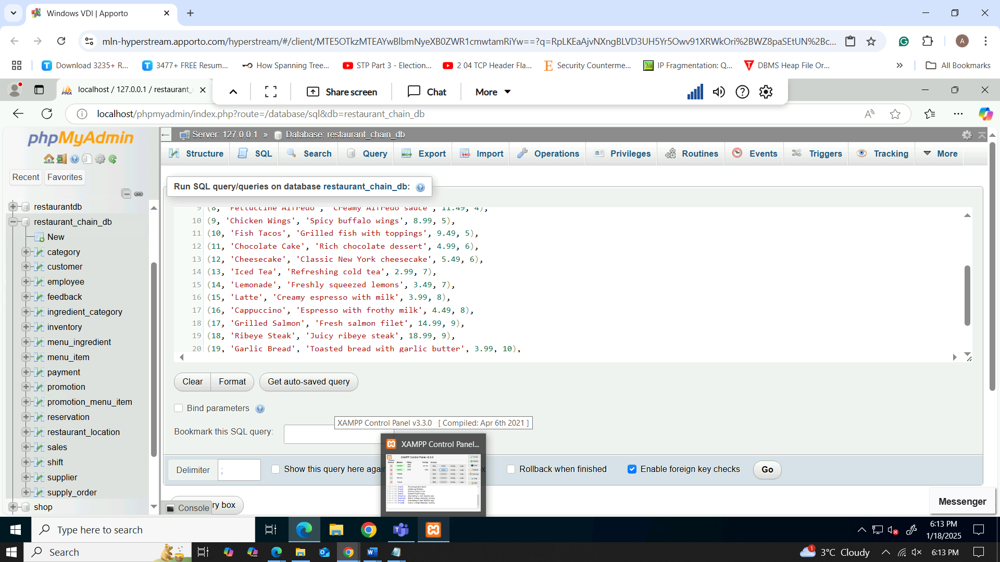 Windows VDI | Apporto
mln-hyperstream.apporto.com/hyperstream/#/client/MTE5OTkzMTEAYwBlbmNyeXB0ZWR1cmwtamRiYw==?q=RpLKEaAjvNXngBLVD3UH5Yr5Owv91XRWkOri%2BWZ8paSEtUN%2Bc...
A
Download 3235+ R...
3477+ FREE Resum...
How Spanning Tree...
STP Part 3 - Election...
2 04 TCP Header Fla...
Security Counterme...
IP Fragmentation: Q...
DBMS Heap File Or...
All Bookmarks
localhost / 127.0.0.1 / restaurant_
Share screen
Chat
More
localhost/phpmyadmin/index.php?route=/database/sql&db=restaurant_chain_db
phpMyAdmin
Recent
Favorites
restaurantdb
restaurant_chain_db
New
category
customer
employee
feedback
ingredient_category
inventory
menu_ingredient
menu_item
payment
promotion
promotion_menu_item
reservation
restaurant_location
sales
shift
supplier
supply_order
shop
Server: 127.0.0.1 » Database: restaurant_chain_db
Structure
SQL
Search
Query
Export
Import
Operations
Privileges
Routines
Events
Triggers
Tracking
More
Run SQL query/queries on database restaurant_chain_db:
9 (8, 'Fettuccine Alfredo', 'Creamy Alfredo sauce', 11.49, 4),
10 (9, 'Chicken Wings', 'Spicy buffalo wings', 8.99, 5),
11 (10, 'Fish Tacos', 'Grilled fish with toppings', 9.49, 5),
12 (11, 'Chocolate Cake', 'Rich chocolate dessert', 4.99, 6),
13 (12, 'Cheesecake', 'Classic New York cheesecake', 5.49, 6),
14 (13, 'Iced Tea', 'Refreshing cold tea', 2.99, 7),
15 (14, 'Lemonade', 'Freshly squeezed lemons', 3.49, 7),
16 (15, 'Latte', 'Creamy espresso with milk', 3.99, 8),
17 (16, 'Cappuccino', 'Espresso with frothy milk', 4.49, 8),
18 (17, 'Grilled Salmon', 'Fresh salmon filet', 14.99, 9),
19 (18, 'Ribeye Steak', 'Juicy ribeye steak', 18.99, 9),
20 (19, 'Garlic Bread', 'Toasted bread with garlic butter', 3.99, 10),
Clear
Format
Get auto-saved query
Bind parameters
XAMPP Control Panel v3.3.0 [ Compiled: Apr 6th 2021 ]
Bookmark this SQL query:
XAMPP Control Panel...
XAMPP Control Panel v3.3.0
Delimiter
;
Show this query here agai
x
Rollback when finished
Enable foreign key checks
Go
Console
ry box
Messenger
Type here to search
6:13 PM
1/18/2025
Search
1
3°C Cloudy
6:13 PM